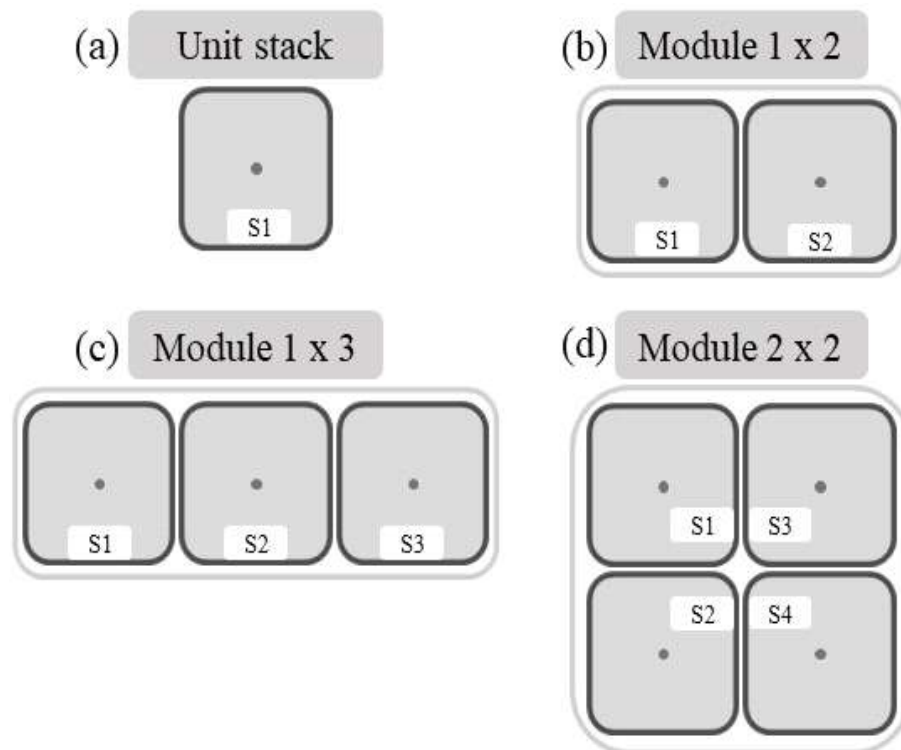 (a) Unit stack
S1
(b) Module 1 x 2
S1 S2
(c) Module 1 x 3
S1 S2 S3
(d) Module 2 x 2
S1 S3
S2 S4